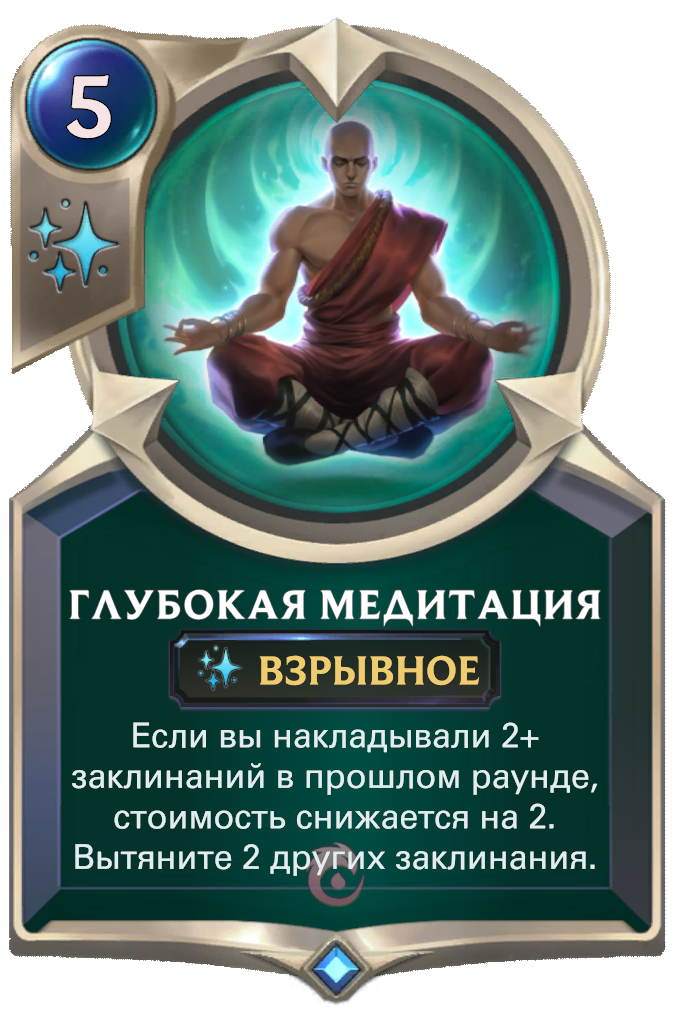 5
ГЛУБОКАЯ МЕДИТАЦИЯ
ВЗРЫВНОЕ
Если вы накладывали 2+
заклинаний в прошлом раунде,
стоимость снижается на 2.
Вытяните 2 других заклинания.